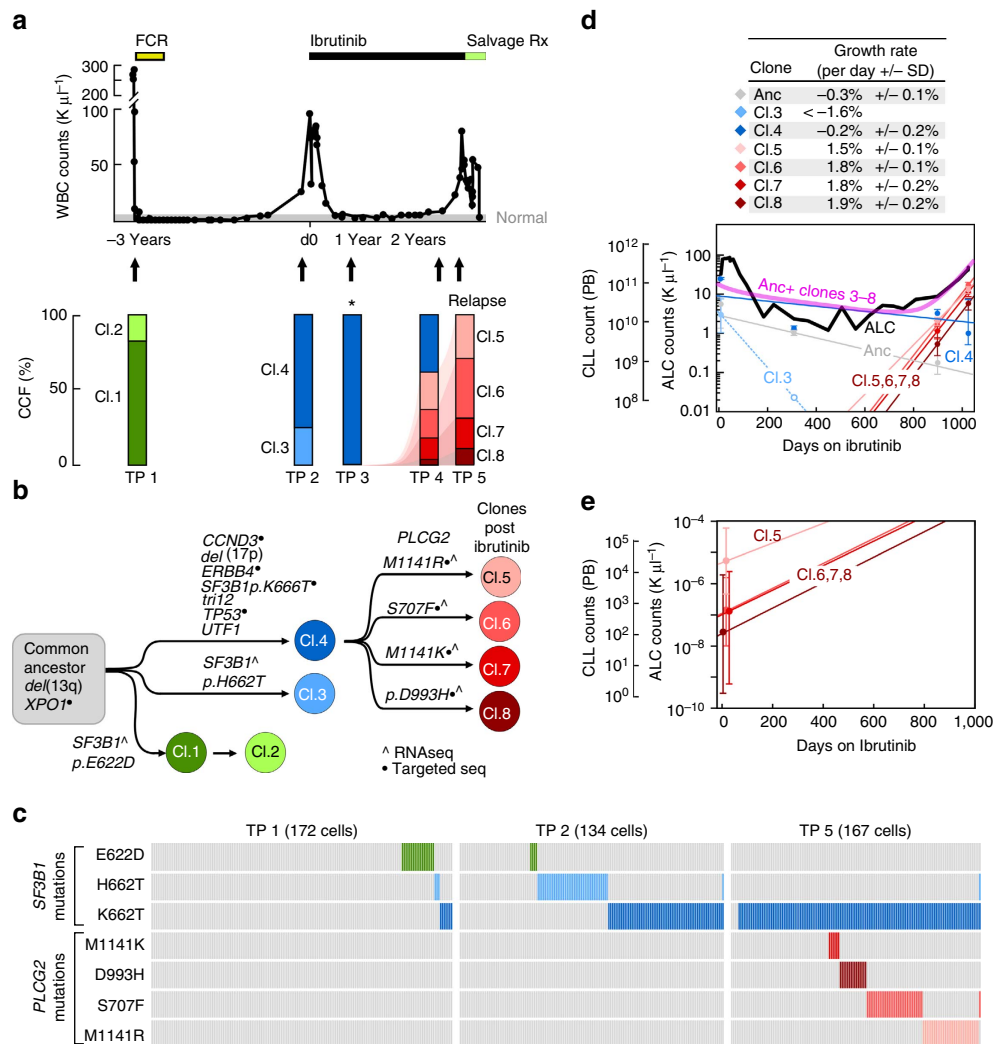 a
FCR
Ibrutinib
Salvage Rx
WBC counts (K µl⁻¹)
300
200
100
50
Normal
–3 Years
d0
1 Year
2 Years
*
Relapse
CCF (%)
100
50
0
Cl.2
Cl.1
Cl.4
Cl.3
Cl.5
Cl.6
Cl.7
Cl.8
TP 1
TP 2
TP 3
TP 4
TP 5
b
Common
ancestor
del(13q)
XPO1•
CCND3•
del (17p)
ERBB4•
SF3B1p.K666T•
tri12
TP53•
UTF1
SF3B1^
p.H662T
SF3B1^
p.E622D
Cl.1
Cl.2
Cl.4
Cl.3
PLCG2
M1141R•^
S707F•^
M1141K•^
p.D993H•^
Clones
post
ibrutinib
Cl.5
Cl.6
Cl.7
Cl.8
^ RNAseq
• Targeted seq
c
TP 1 (172 cells)
TP 2 (134 cells)
TP 5 (167 cells)
SF3B1
mutations
E622D
H662T
K662T
PLCG2
mutations
M1141K
D993H
S707F
M1141R
d
Growth rate
Clone (per day +/– SD)
Anc –0.3% +/– 0.1%
Cl.3 <–1.6%
Cl.4 –0.2% +/– 0.2%
Cl.5 1.5% +/– 0.1%
Cl.6 1.8% +/– 0.1%
Cl.7 1.8% +/– 0.2%
Cl.8 1.9% +/– 0.2%
CLL count (PB)
10¹²
10¹¹
10¹⁰
10⁹
10⁸
ALC counts (K µl⁻¹)
100
10
1
0.1
0.01
Anc+ clones 3–8
ALC
Anc
Cl.3
Cl.4
Cl.5,6,7,8
0 200 400 600 800 1000
Days on ibrutinib
e
CLL counts (PB)
10⁵
10⁴
10³
10²
10¹
10⁰
ALC counts (K µl⁻¹)
10⁻⁴
10⁻⁶
10⁻⁸
10⁻¹⁰
Cl.5
Cl.6,7,8
0 200 400 600 800 1,000
Days on Ibrutinib